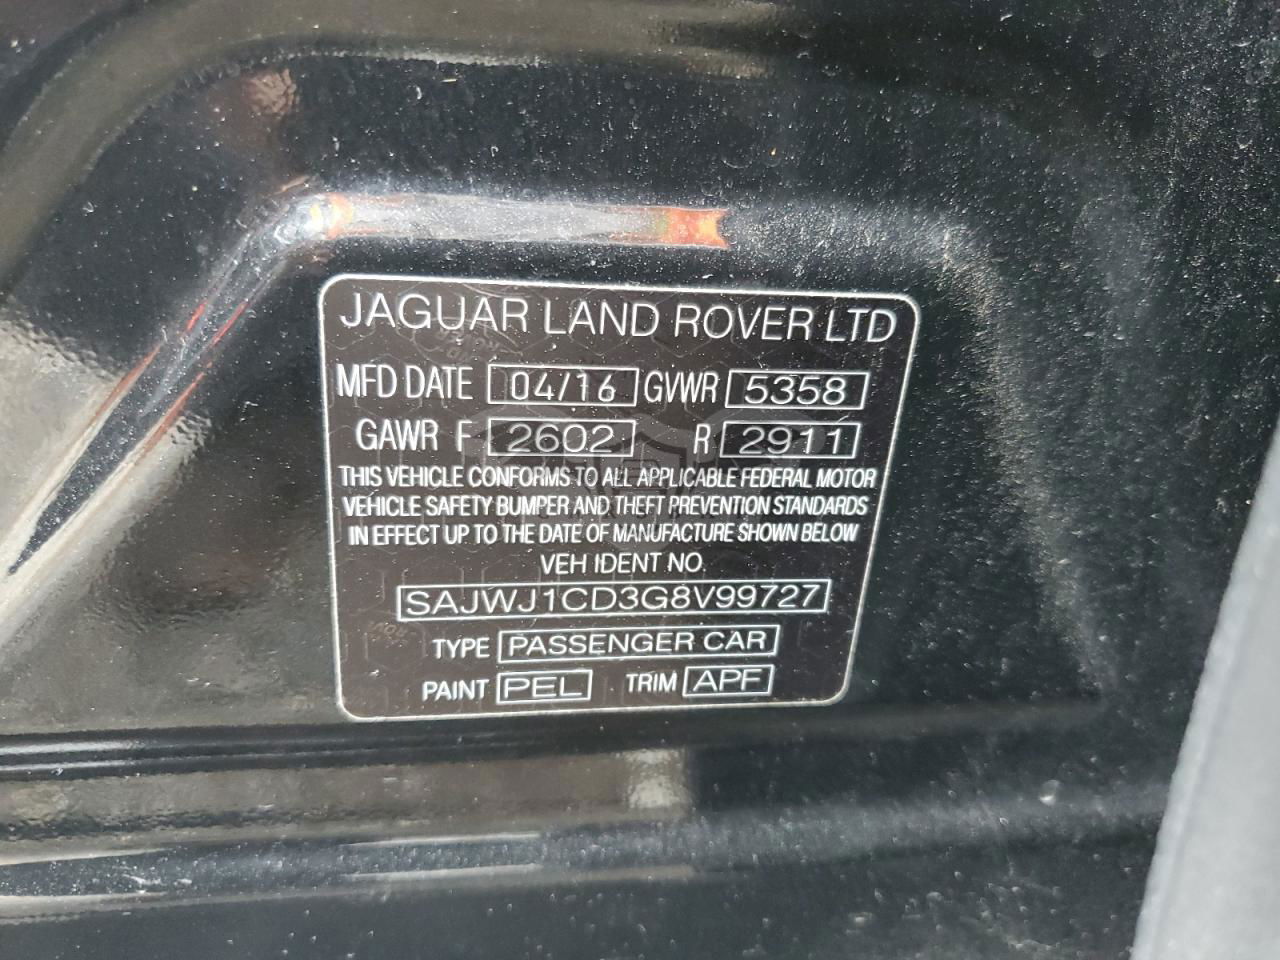 JAGUAR LAND ROVER LTD
MFD DATE 04/16 GVWR 5358
GAWR F 2602 R 2911
THIS VEHICLE CONFORMS TO ALL APPLICABLE FEDERAL MOTOR
VEHICLE SAFETY BUMPER AND THEFT PREVENTION STANDARDS
IN EFFECT UP TO THE DATE OF MANUFACTURE SHOWN BELOW
VEH IDENT NO.
SAJWJ1CD3G8V99727
TYPE PASSENGER CAR
PAINT PEL TRIM APF